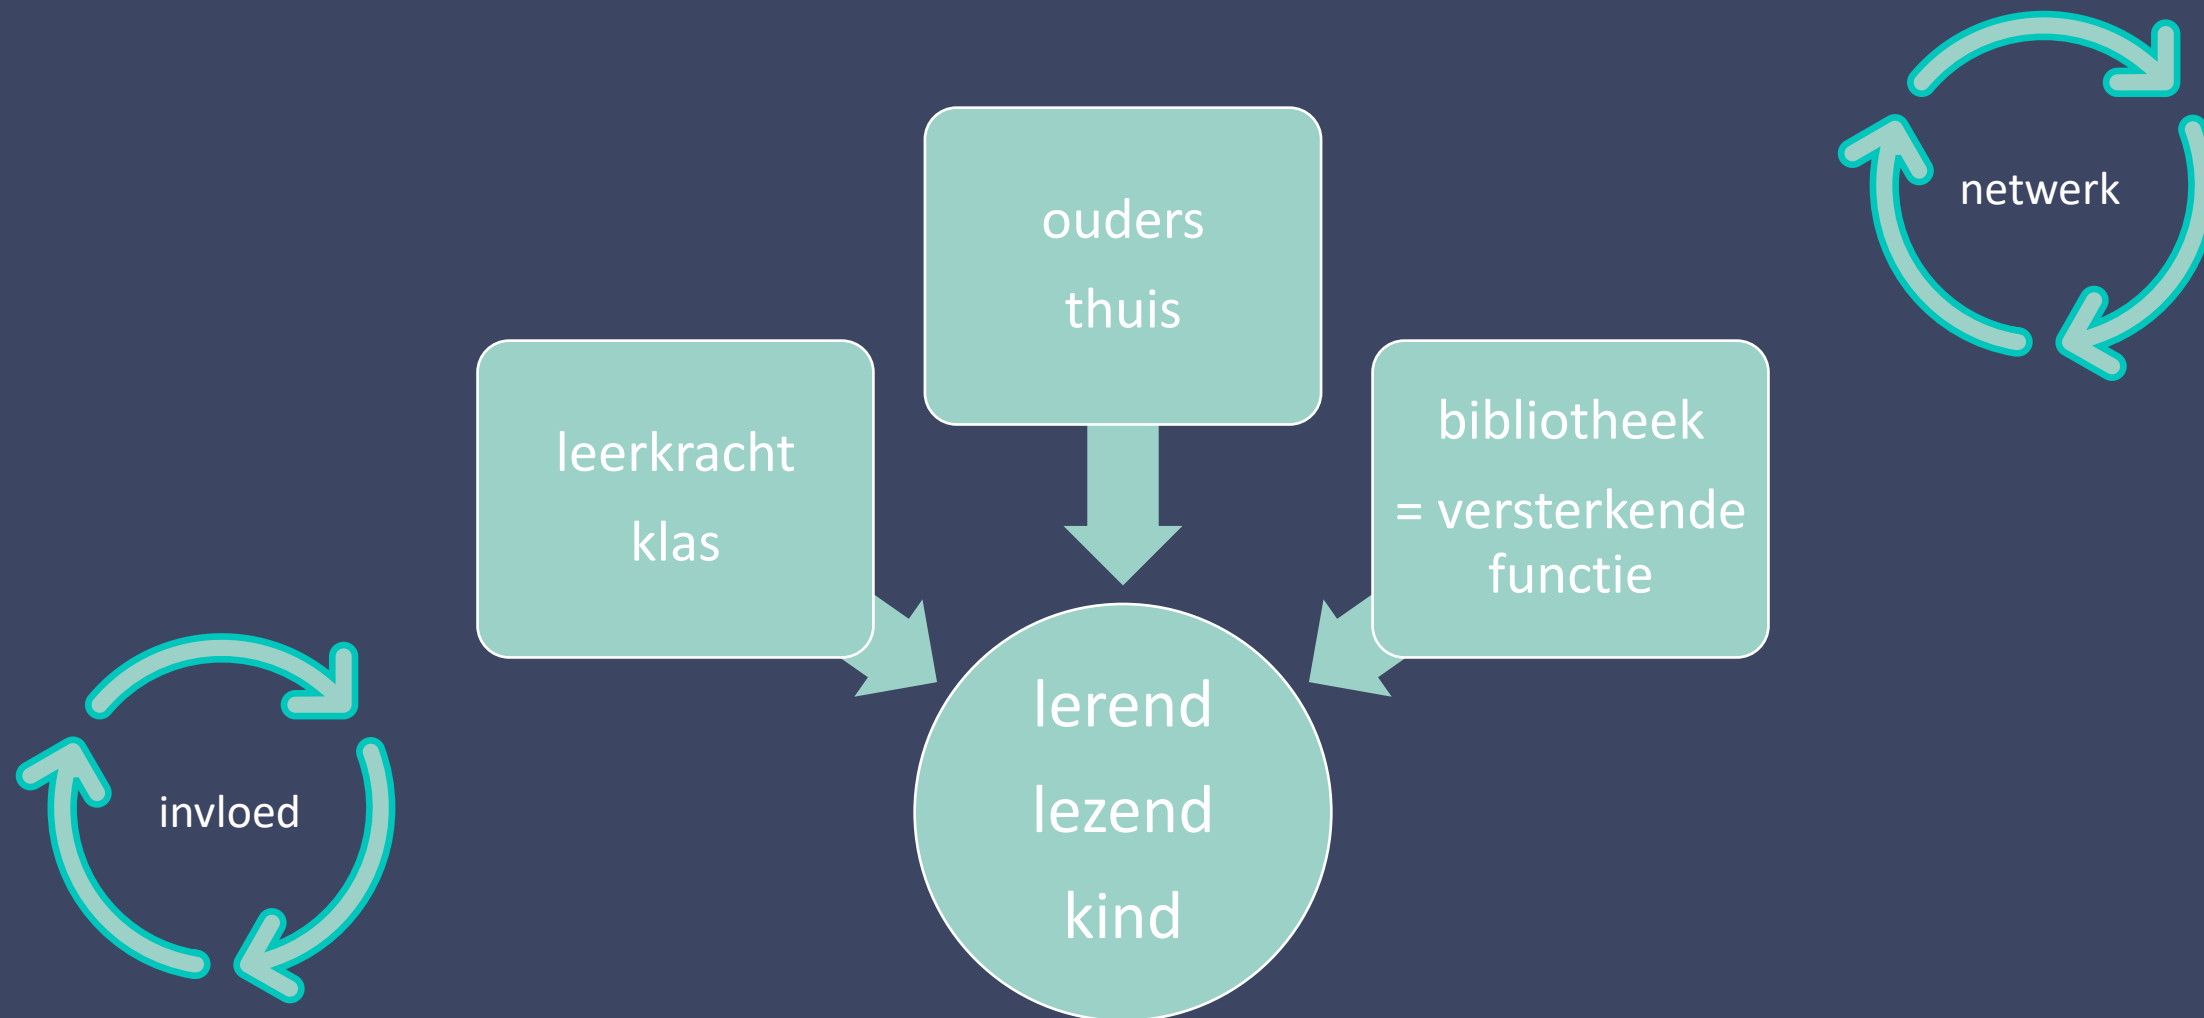 netwerk
ouders
thuis
leerkracht
klas
bibliotheek
= versterkende
functie
lerend
lezend
kind
invloed